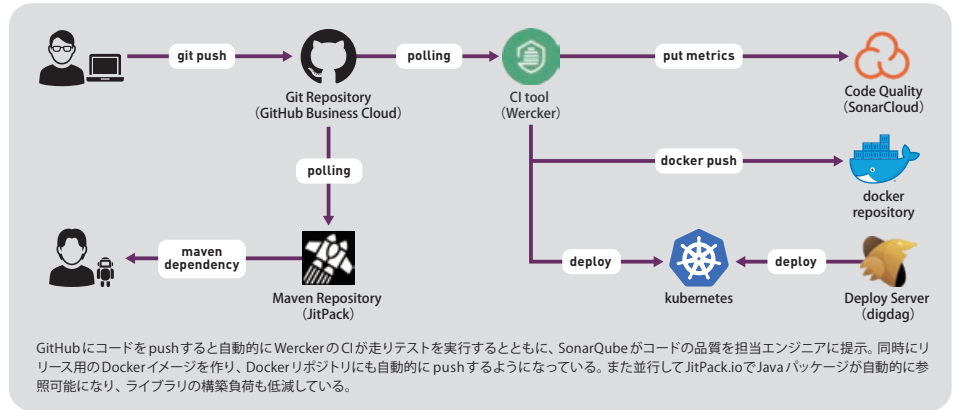 git push
polling
put metrics
Git Repository
（GitHub Business Cloud）
CI tool
（Wercker）
Code Quality
（SonarCloud）
polling
docker push
docker
repository
maven
dependency
deploy
deploy
Maven Repository
（JitPack）
kubernetes
Deploy Server
（digdag）
GitHubにコードをpushすると自動的にWerckerのCIが走りテストを実行するとともに、SonarQubeがコードの品質を担当エンジニアに提示。同時にリ
リース用のDockerイメージを作り、Dockerリポジトリにも自動的にpushするようになっている。また並行してJitPack.ioでJavaパッケージが自動的に参
照可能になり、ライブラリの構築負荷も低減している。